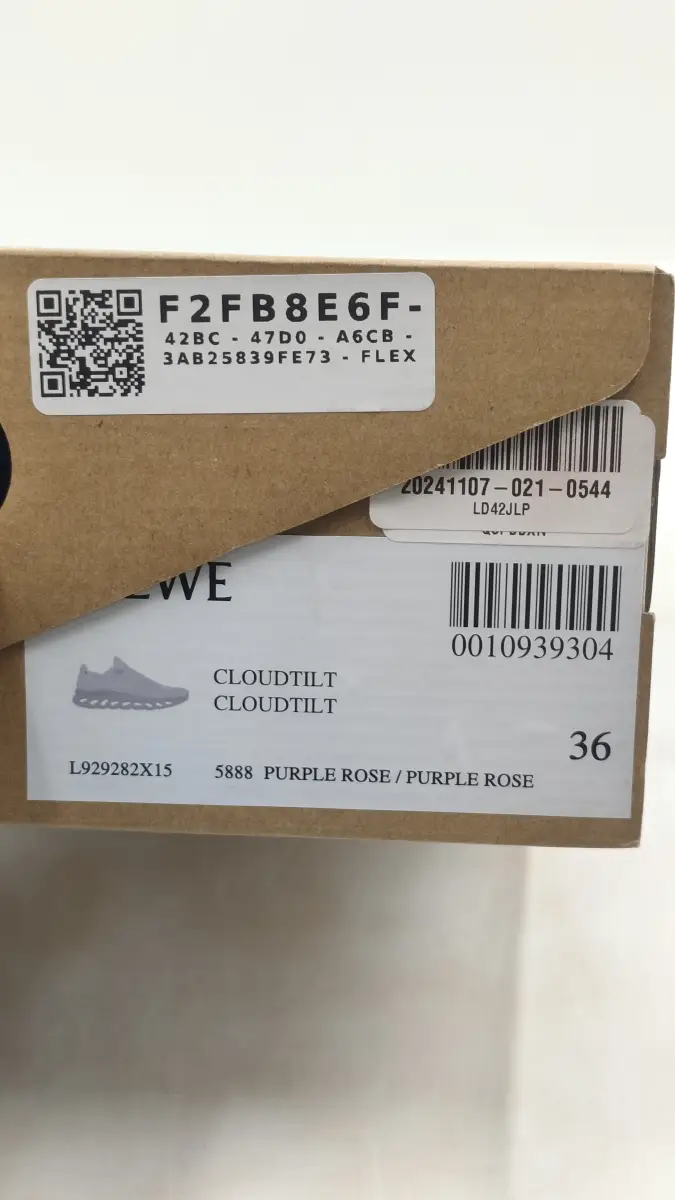 F2FB8E6F-
42BC - 47D0 - A6CB -
3AB25839FE73 - FLEX
20241107-021-0544
LD42JLP
EWE
0010939304
CLOUDTILT
CLOUDTILT
36
L929282X15 5888 PURPLE ROSE / PURPLE ROSE